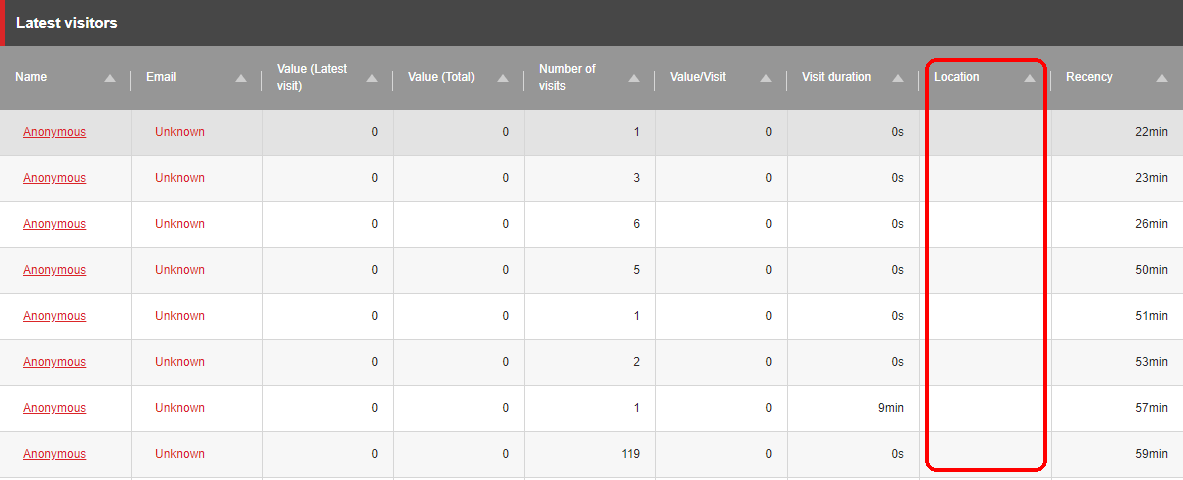 Latest visitors
Name Email Value (Latest visit) Value (Total) Number of visits Value/Visit Visit duration Location Recency
Anonymous Unknown 0 0 1 0 0s 22min
Anonymous Unknown 0 0 3 0 0s 23min
Anonymous Unknown 0 0 6 0 0s 26min
Anonymous Unknown 0 0 5 0 0s 50min
Anonymous Unknown 0 0 1 0 0s 51min
Anonymous Unknown 0 0 2 0 0s 53min
Anonymous Unknown 0 0 1 0 9min 57min
Anonymous Unknown 0 0 119 0 0s 59min